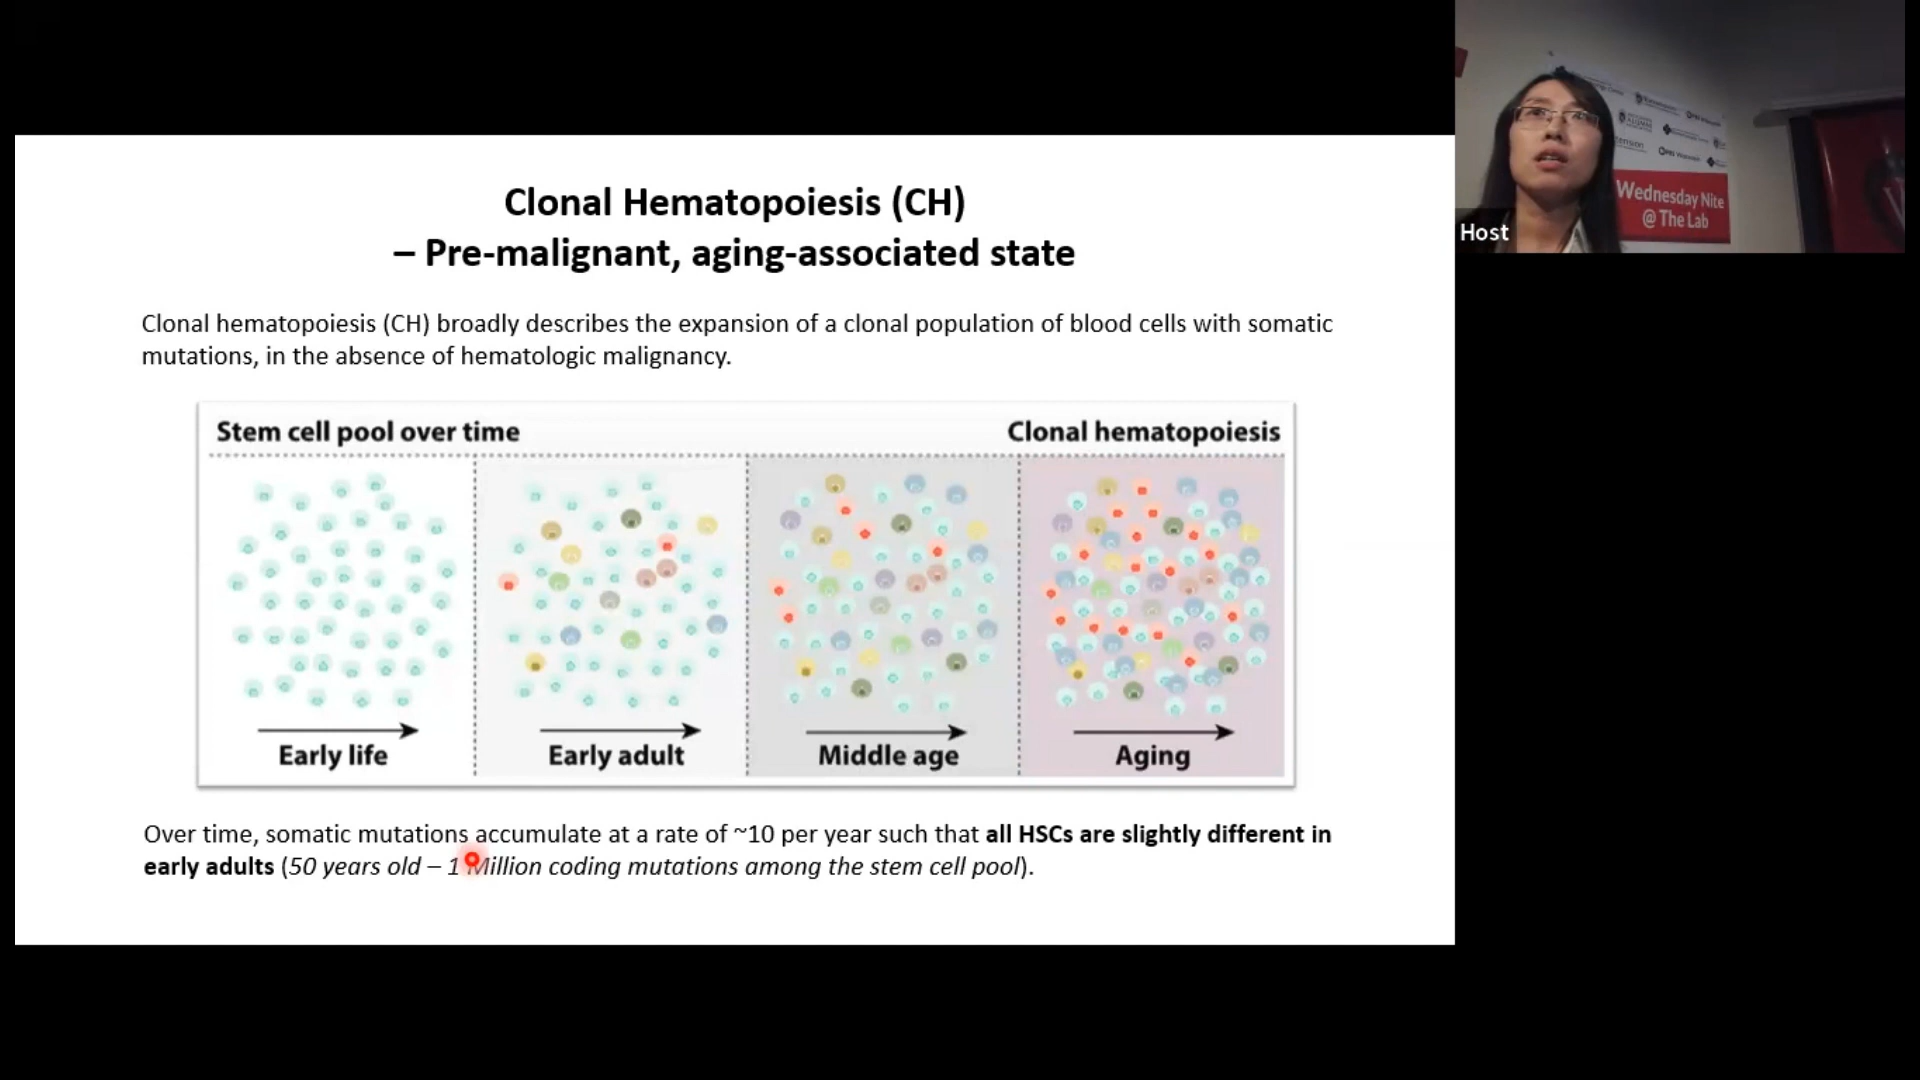 Clonal Hematopoiesis (CH)
– Pre-malignant, aging-associated state
Clonal hematopoiesis (CH) broadly describes the expansion of a clonal population of blood cells with somatic
mutations, in the absence of hematologic malignancy.
Stem cell pool over time
Clonal hematopoiesis
Early life
Early adult
Middle age
Aging
Over time, somatic mutations accumulate at a rate of ~10 per year such that all HSCs are slightly different in
early adults (50 years old – 1 Million coding mutations among the stem cell pool).
Wednesday Nite
@ The Lab
Host